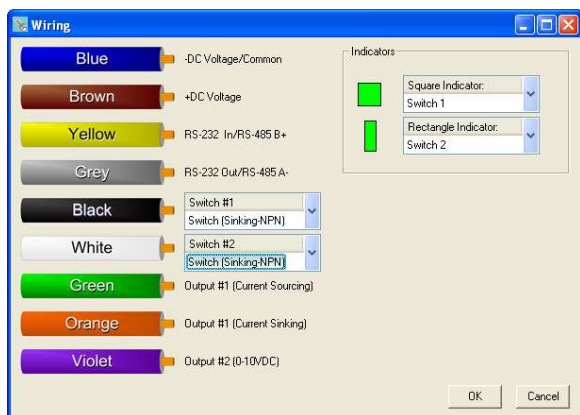 Wiring
Blue
-DC Voltage/Common
Brown
+DC Voltage
Yellow
RS-232 In/RS-485 B+
Grey
RS-232 Out/RS-485 A-
Black
Switch #1
Switch (Sinking-NPN)
White
Switch #2
Switch (Sinking-NPN)
Green
Output #1 (Current Sourcing)
Orange
Output #1 (Current Sinking)
Violet
Output #2 (0-10VDC)
Indicators
Square Indicator:
Switch 1
Rectangle Indicator:
Switch 2
OK
Cancel